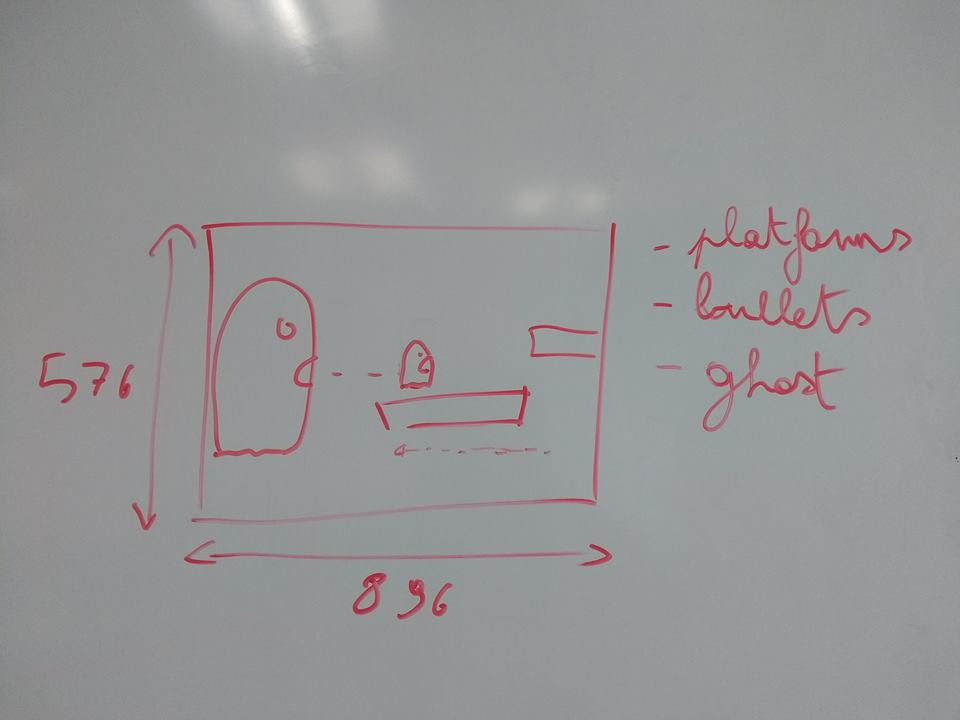 - platforms
- bullets
- ghost
576
896